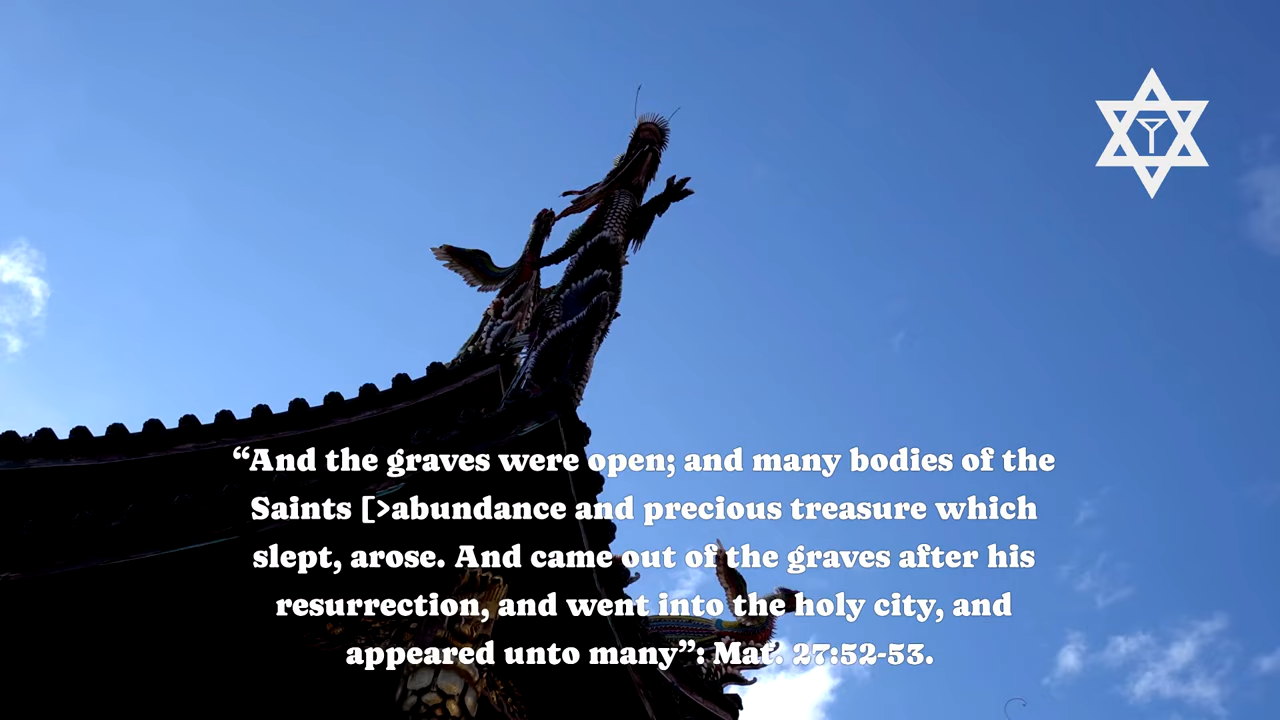 “And the graves were open; and many bodies of the
Saints [>abundance and precious treasure which
slept, arose. And came out of the graves after his
resurrection, and went into the holy city, and
appeared unto many”: Mat. 27:52-53.